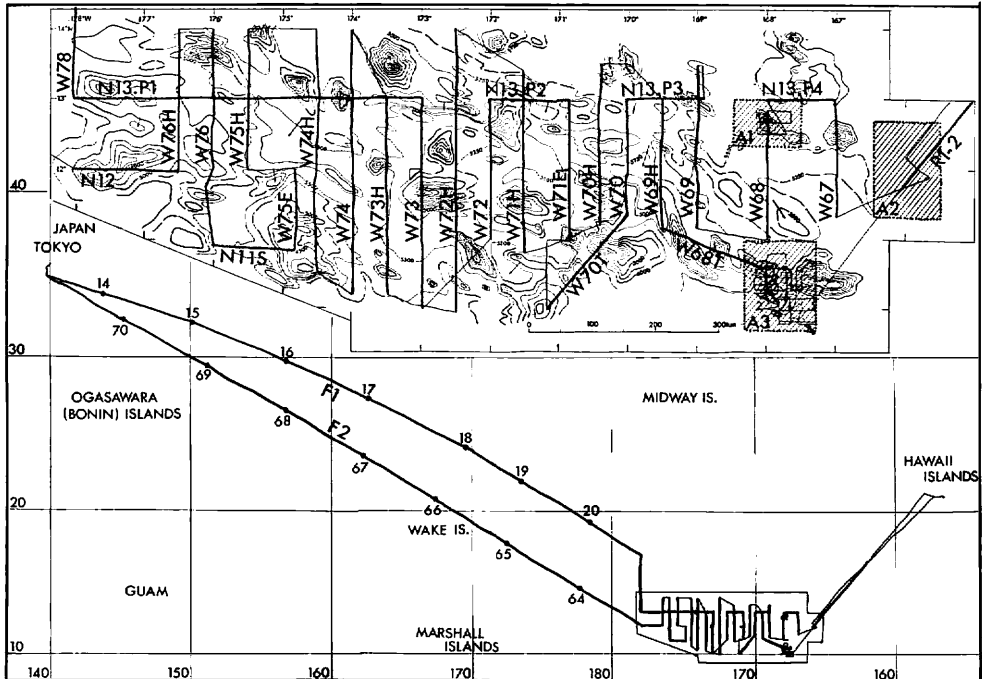 178°W 177° 176° 175° 174° 173° 172° 171° 170° 169° 168° 167°
14°N
W78
N13.P1 N13.P2 N13.P3 N13.P4
W76H
W76
W75H
W74H
A1
A1-2
A2
12°
N12
W75E
W74
W73H
W73
W72H
W72
W71H
W71E
W70H
W70
W69H
W69
W68
W67
N11S
W70T
W68T
A3
0 100 200 300km
40
JAPAN
TOKYO
14
70
15
30
69
16
OGASAWARA
(BONIN) ISLANDS
F1
17
MIDWAY IS.
68
F2
18
67
HAWAII
ISLANDS
19
20
66
20
WAKE IS.
65
GUAM
64
MARSHALL
ISLANDS
10
140 150 160 170 180 170 160